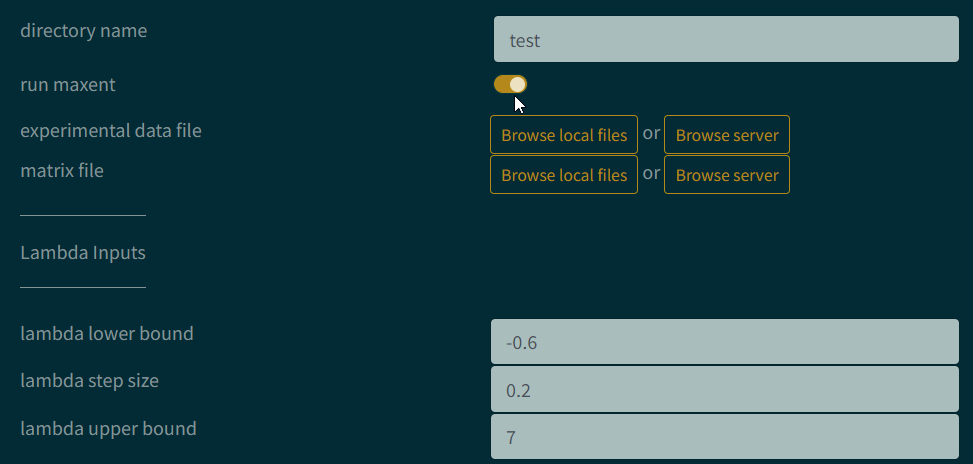 directory name test
run maxent
experimental data file Browse local files or Browse server
matrix file Browse local files or Browse server
Lambda Inputs
lambda lower bound -0.6
lambda step size 0.2
lambda upper bound 7